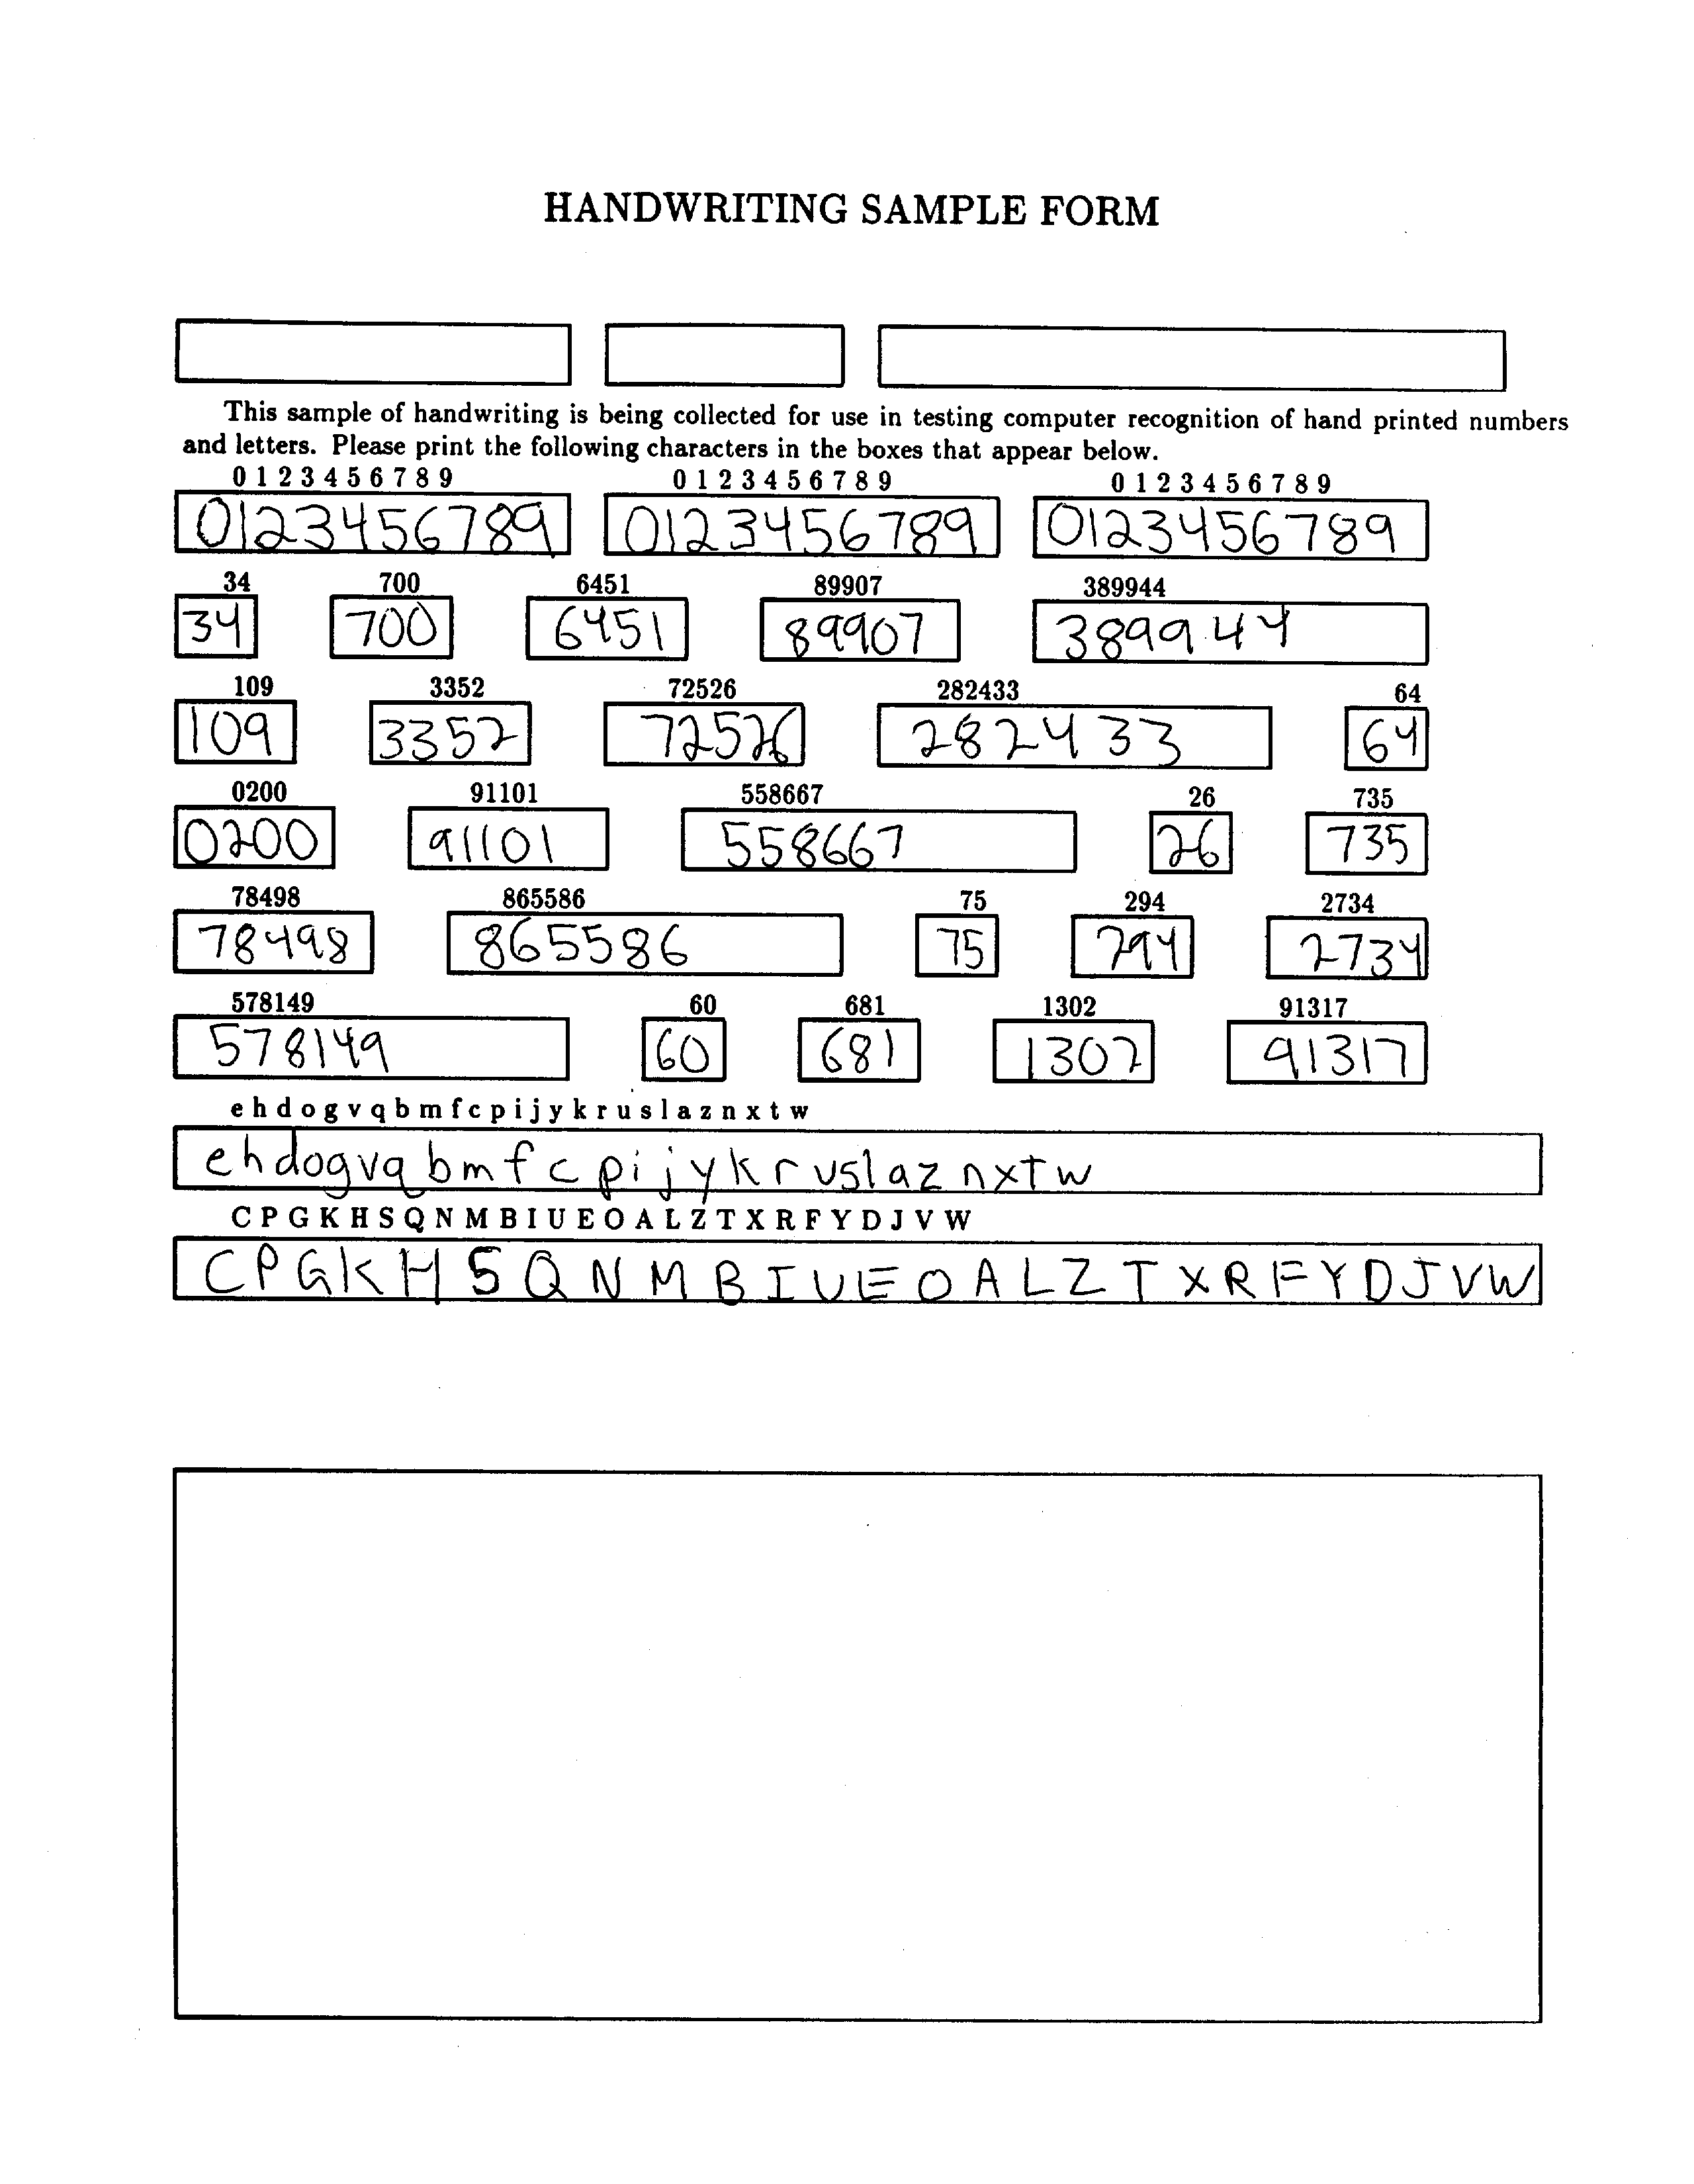 HANDWRITING SAMPLE FORM
This sample of handwriting is being collected for use in testing computer recognition of hand printed numbers
and letters. Please print the following characters in the boxes that appear below.
0 1 2 3 4 5 6 7 8 9 0 1 2 3 4 5 6 7 8 9 0 1 2 3 4 5 6 7 8 9
0123456789 0123456789 0123456789
34 700 6451 89907 389944
34 700 6451 89907 389944
109 3352 72526 282433 64
109 3352 72526 282433 64
0200 91101 558667 26 735
0200 91101 558667 26 735
78498 865586 75 294 2734
78498 865586 75 294 2734
578149 60 681 1302 91317
578149 60 681 1302 91317
e h d o g v q b m f c p i j y k r u s l a z n x t w
ehdogvqbmfcpijykruslaznxtw
C P G K H S Q N M B I U E O A L Z T X R F Y D J V W
CPGKHSQNMBIUEOALZTXRFYDJVW